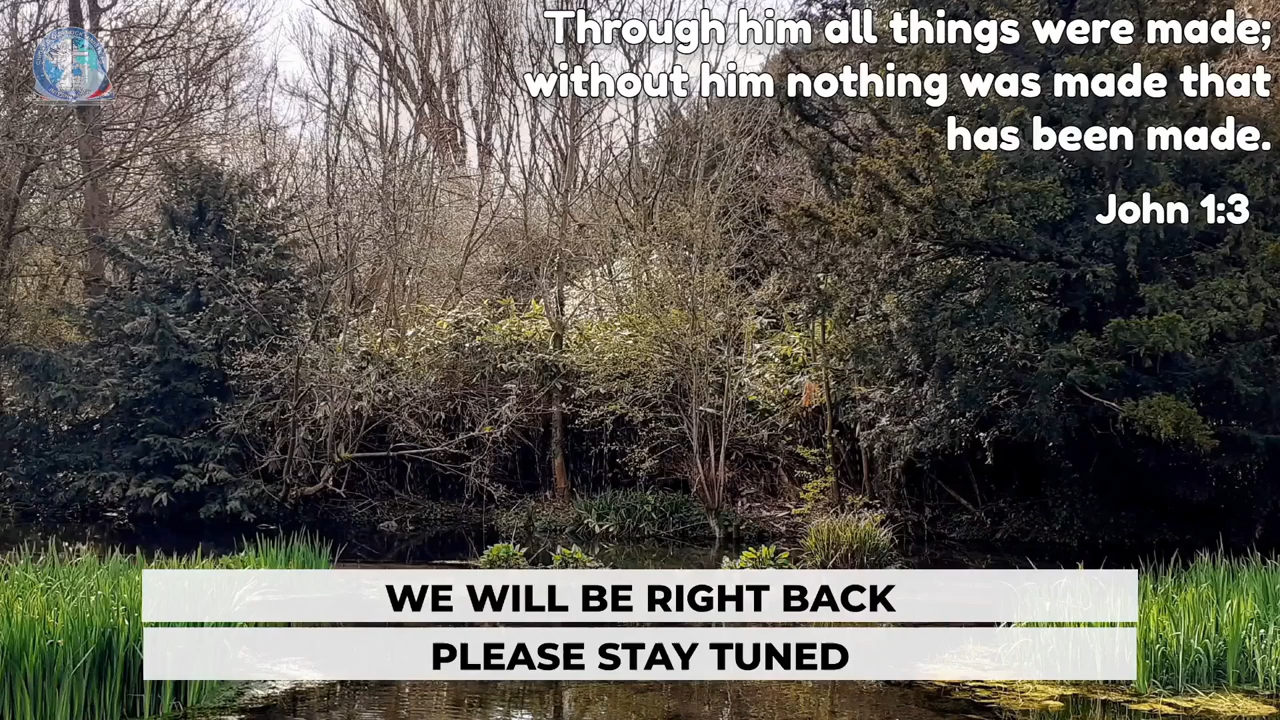 Through him all things were made;
without him nothing was made that
has been made.
John 1:3
WE WILL BE RIGHT BACK
PLEASE STAY TUNED